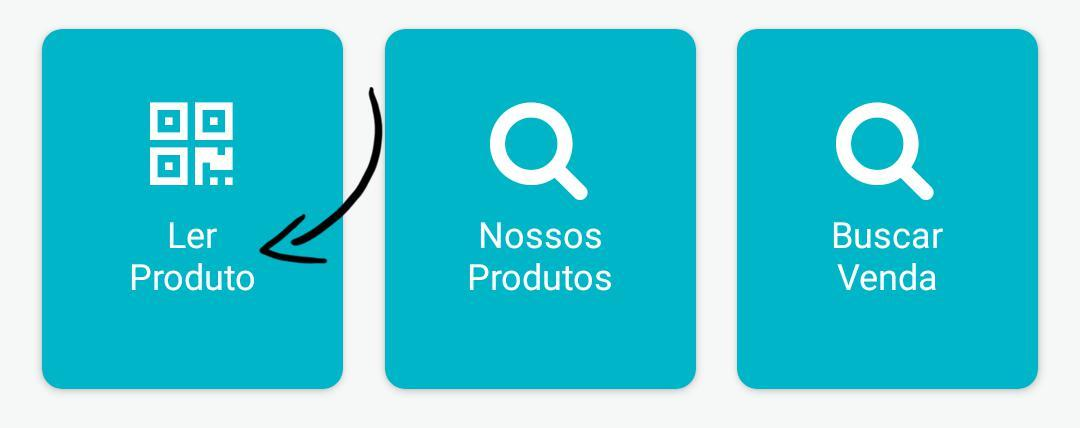 Ler
Produto
Nossos
Produtos
Buscar
Venda